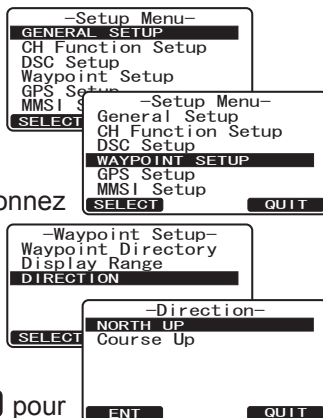 -Setup Menu-
GENERAL SETUP
CH Function Setup
DSC Setup
Waypoint Setup
GPS
MMSI
SELECT
-Setup Menu-
General Setup
CH Function Setup
DSC Setup
WAYPOINT SETUP
GPS Setup
MMSI Setup
SELECT QUIT
onnez
-Waypoint Setup-
Waypoint Directory
Display Range
DIRECTION
SELECT
-Direction-
NORTH UP
Course Up
ENT QUIT
pour